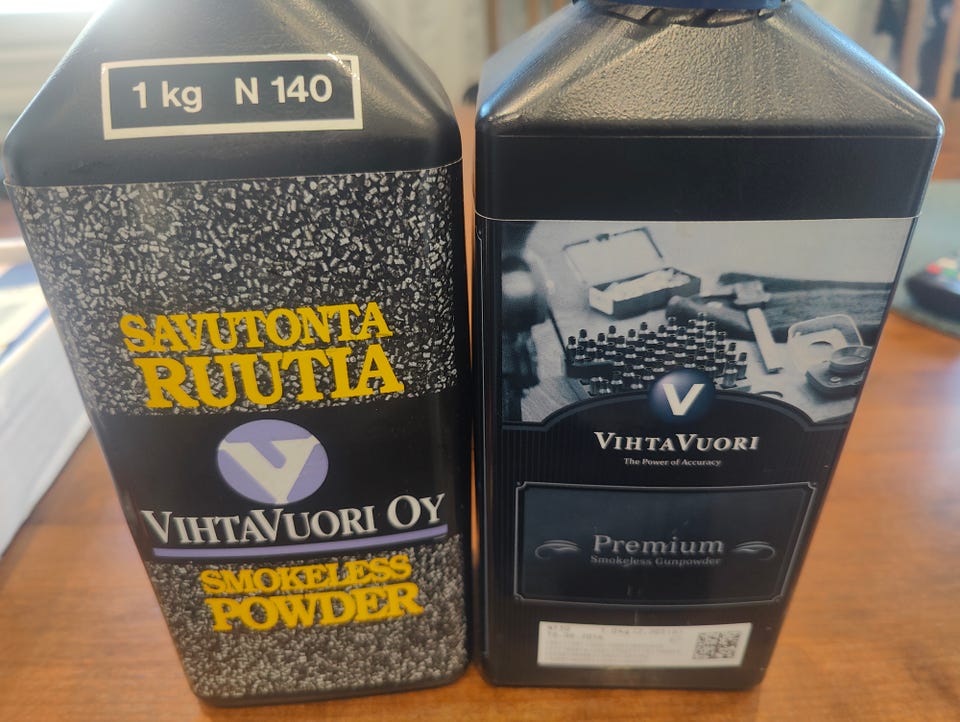 1 kg N 140
SAVUTONTA
RUUTIA
V
VIHTAVUORI OY
SMOKELESS
POWDER
V
VIHTAVUORI
The Power of Accuracy
Premium
Smokeless Gunpowder